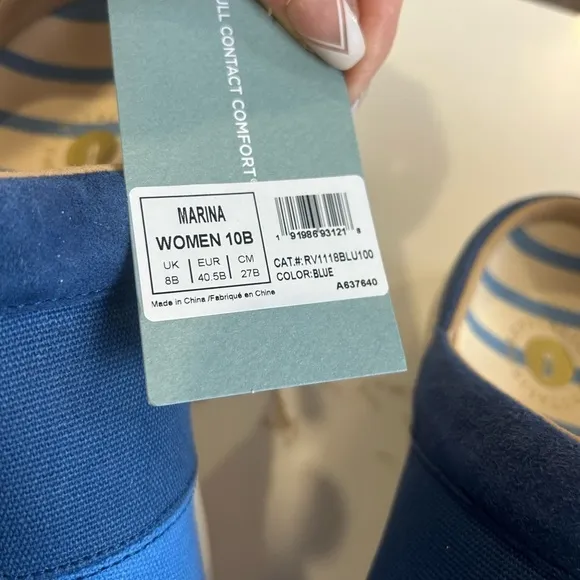 FULL CONTACT COMFORT
MARINA
WOMEN 10B
UK EUR CM
8B 40.5B 27B
1 91986 93121 8
CAT.#: RV1118BLU100
COLOR: BLUE
Made in China /Fabriqué en Chine A637640